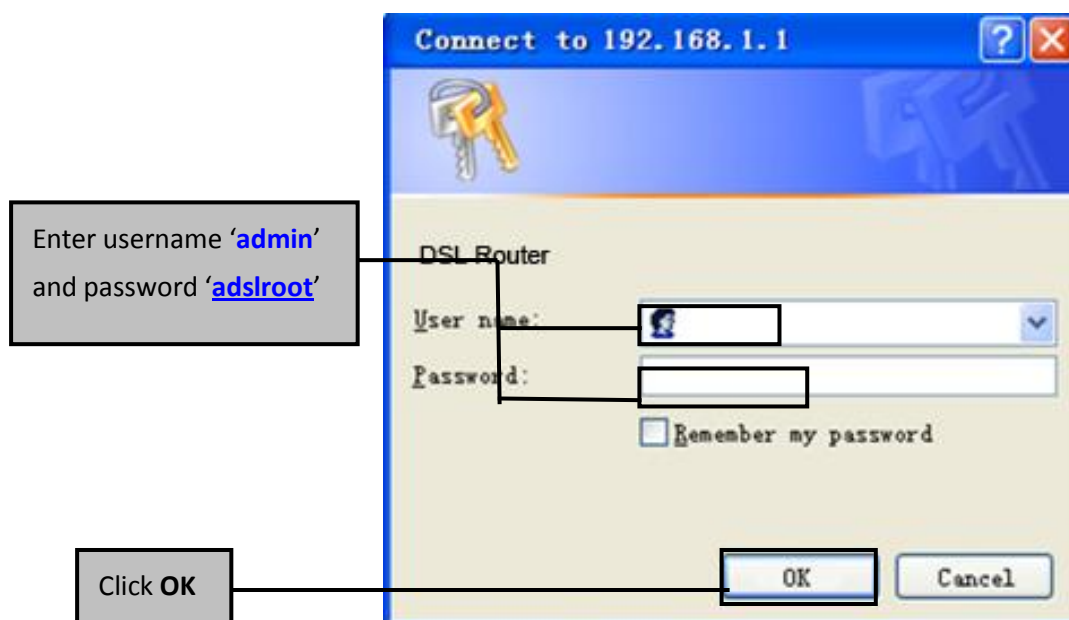 Connect to 192.168.1.1
?
Enter username ‘admin’
and password ‘adslroot’
DSL Router
User name:
Password:
Remember my password
Click OK
OK
Cancel